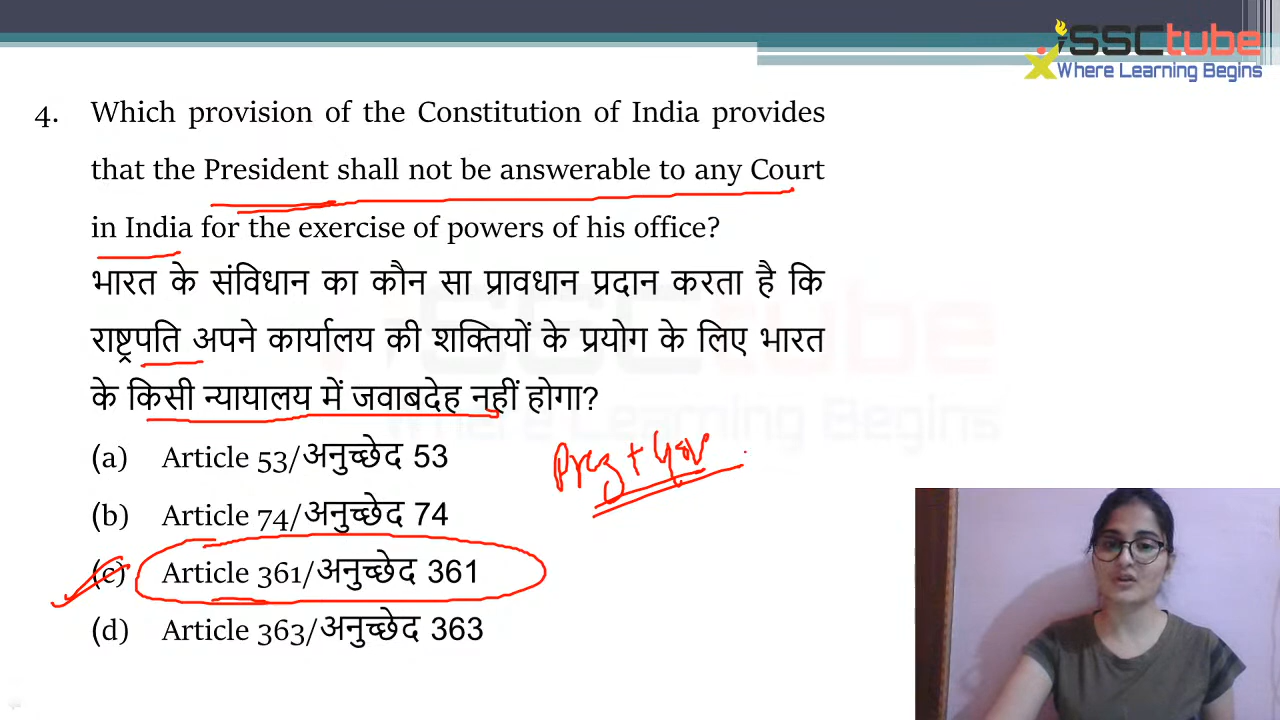 iSSCtube
Where Learning Begins
4. Which provision of the Constitution of India provides
that the President shall not be answerable to any Court
in India for the exercise of powers of his office?
भारत के संविधान का कौन सा प्रावधान प्रदान करता है कि
राष्ट्रपति अपने कार्यालय की शक्तियों के प्रयोग के लिए भारत
के किसी न्यायालय में जवाबदेह नहीं होगा?
(a) Article 53/अनुच्छेद 53
Pres + Gov
(b) Article 74/अनुच्छेद 74
(c) Article 361/अनुच्छेद 361
(d) Article 363/अनुच्छेद 363